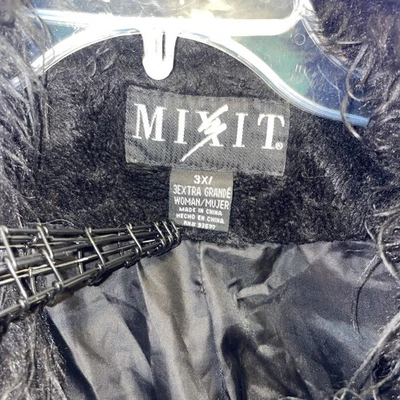 MIXIT®
3X/
3EXTRA GRANDE
WOMAN/MUJER
MADE IN CHINA
HECHO EN CHINA